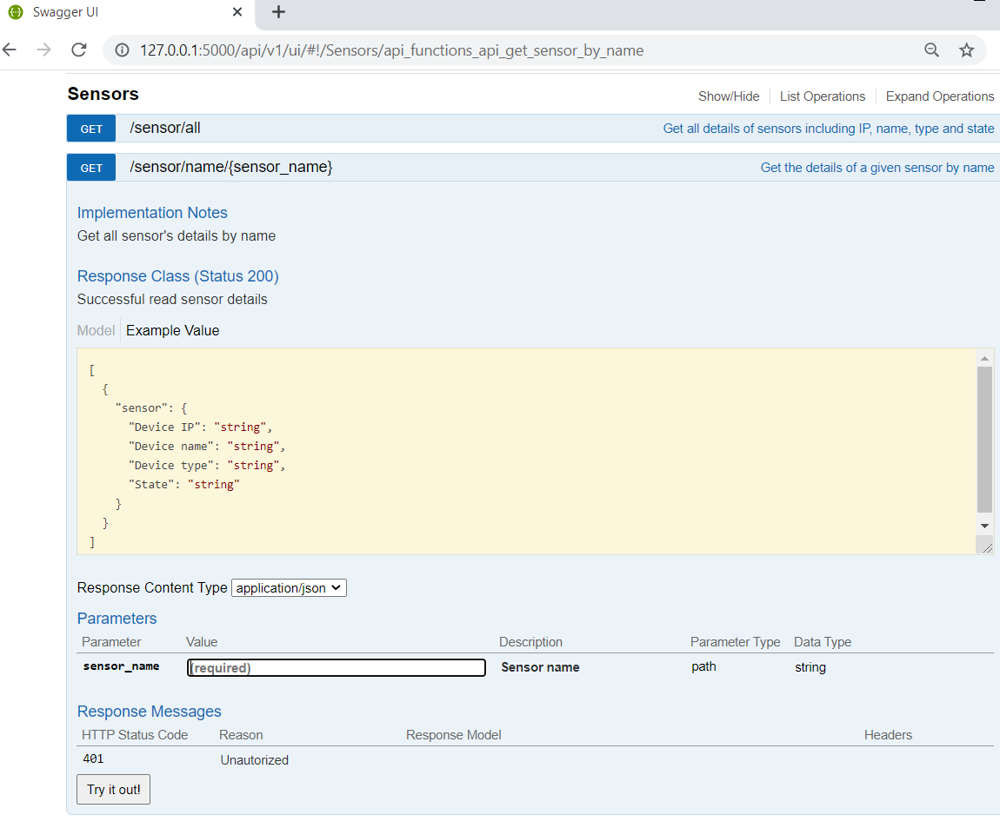 Swagger UI
127.0.0.1:5000/api/v1/ui/#!/Sensors/api_functions_api_get_sensor_by_name
Sensors
Show/Hide List Operations Expand Operations
GET /sensor/all Get all details of sensors including IP, name, type and state
GET /sensor/name/{sensor_name} Get the details of a given sensor by name
Implementation Notes
Get all sensor's details by name
Response Class (Status 200)
Successful read sensor details
Model Example Value
[
{
"sensor": {
"Device IP": "string",
"Device name": "string",
"Device type": "string",
"State": "string"
}
}
]
Response Content Type application/json
Parameters
Parameter Value Description Parameter Type Data Type
sensor_name (required) Sensor name path string
Response Messages
HTTP Status Code Reason Response Model Headers
401 Unautorized
Try it out!